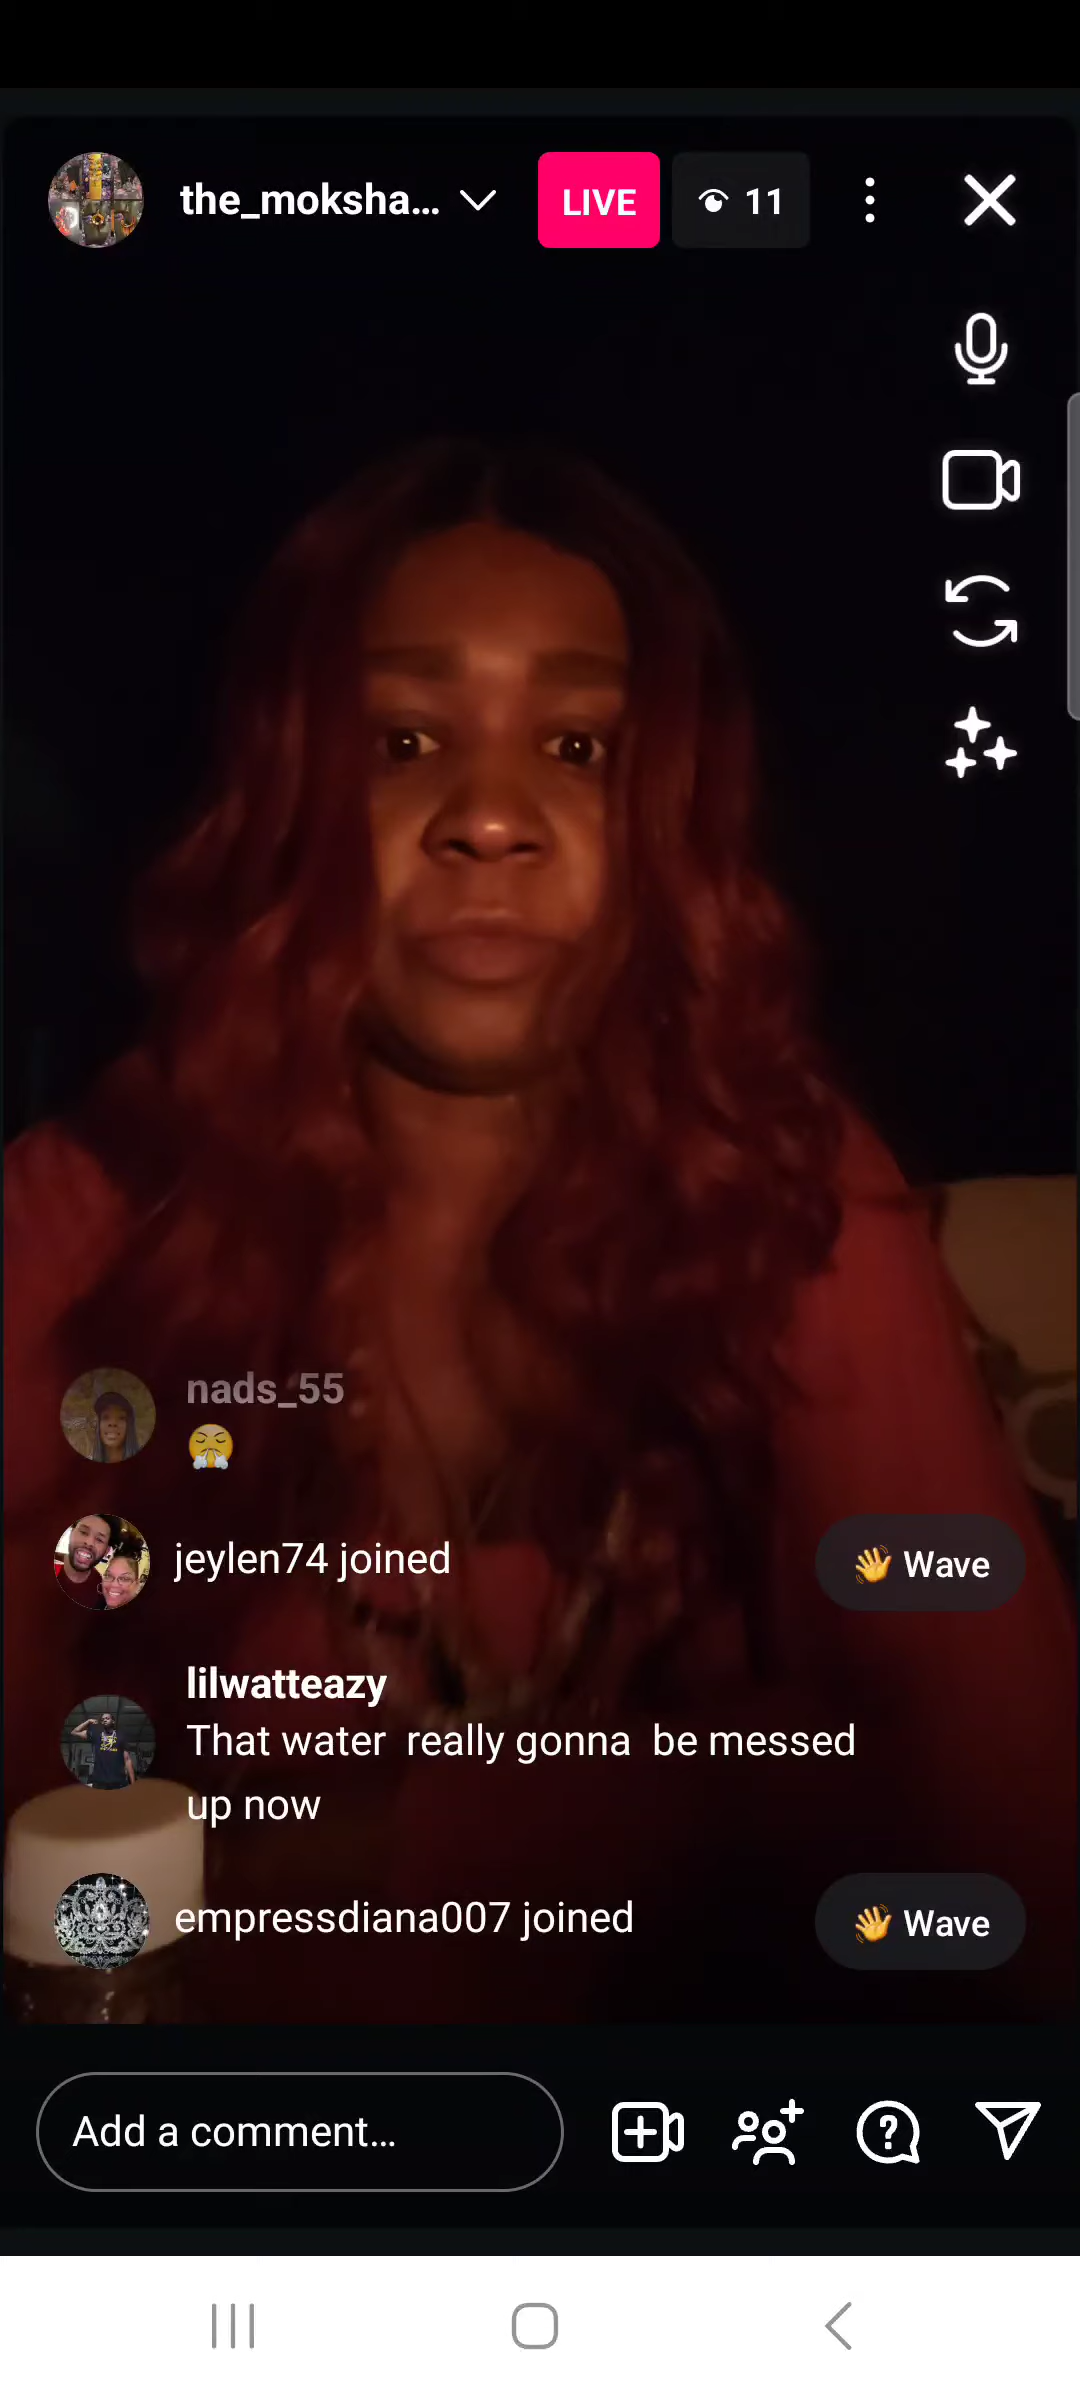 the_moksha... LIVE 11
nads_55
😤
jeylen74 joined
👋 Wave
lilwatteazy
That water really gonna be messed
up now
empressdiana007 joined
👋 Wave
Add a comment...